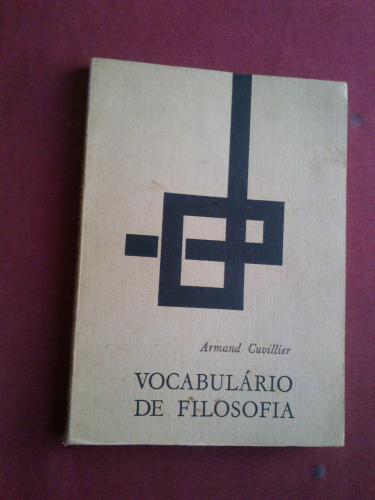 Armand Cuvillier
VOCABULÁRIO
DE FILOSOFIA